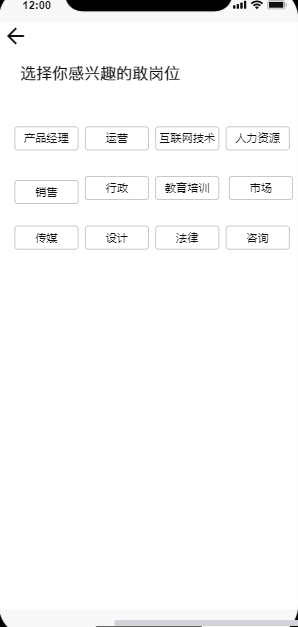 12:00
选择你感兴趣的敢岗位
产品经理 运营 互联网技术 人力资源
销售 行政 教育培训 市场
传媒 设计 法律 咨询